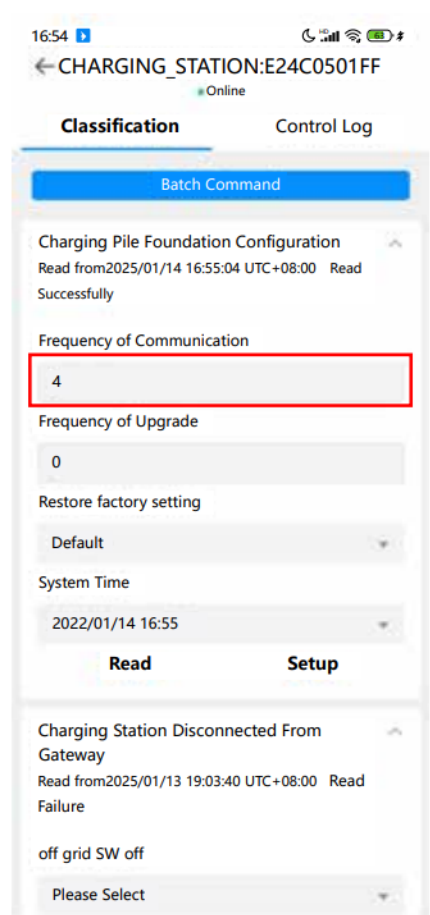 16:54
HD
63
←CHARGING_STATION:E24C0501FF
Online
Classification Control Log
Batch Command
Charging Pile Foundation Configuration
Read from2025/01/14 16:55:04 UTC+08:00 Read
Successfully
Frequency of Communication
4
Frequency of Upgrade
0
Restore factory setting
Default
System Time
2022/01/14 16:55
Read Setup
Charging Station Disconnected From
Gateway
Read from2025/01/13 19:03:40 UTC+08:00 Read
Failure
off grid SW off
Please Select